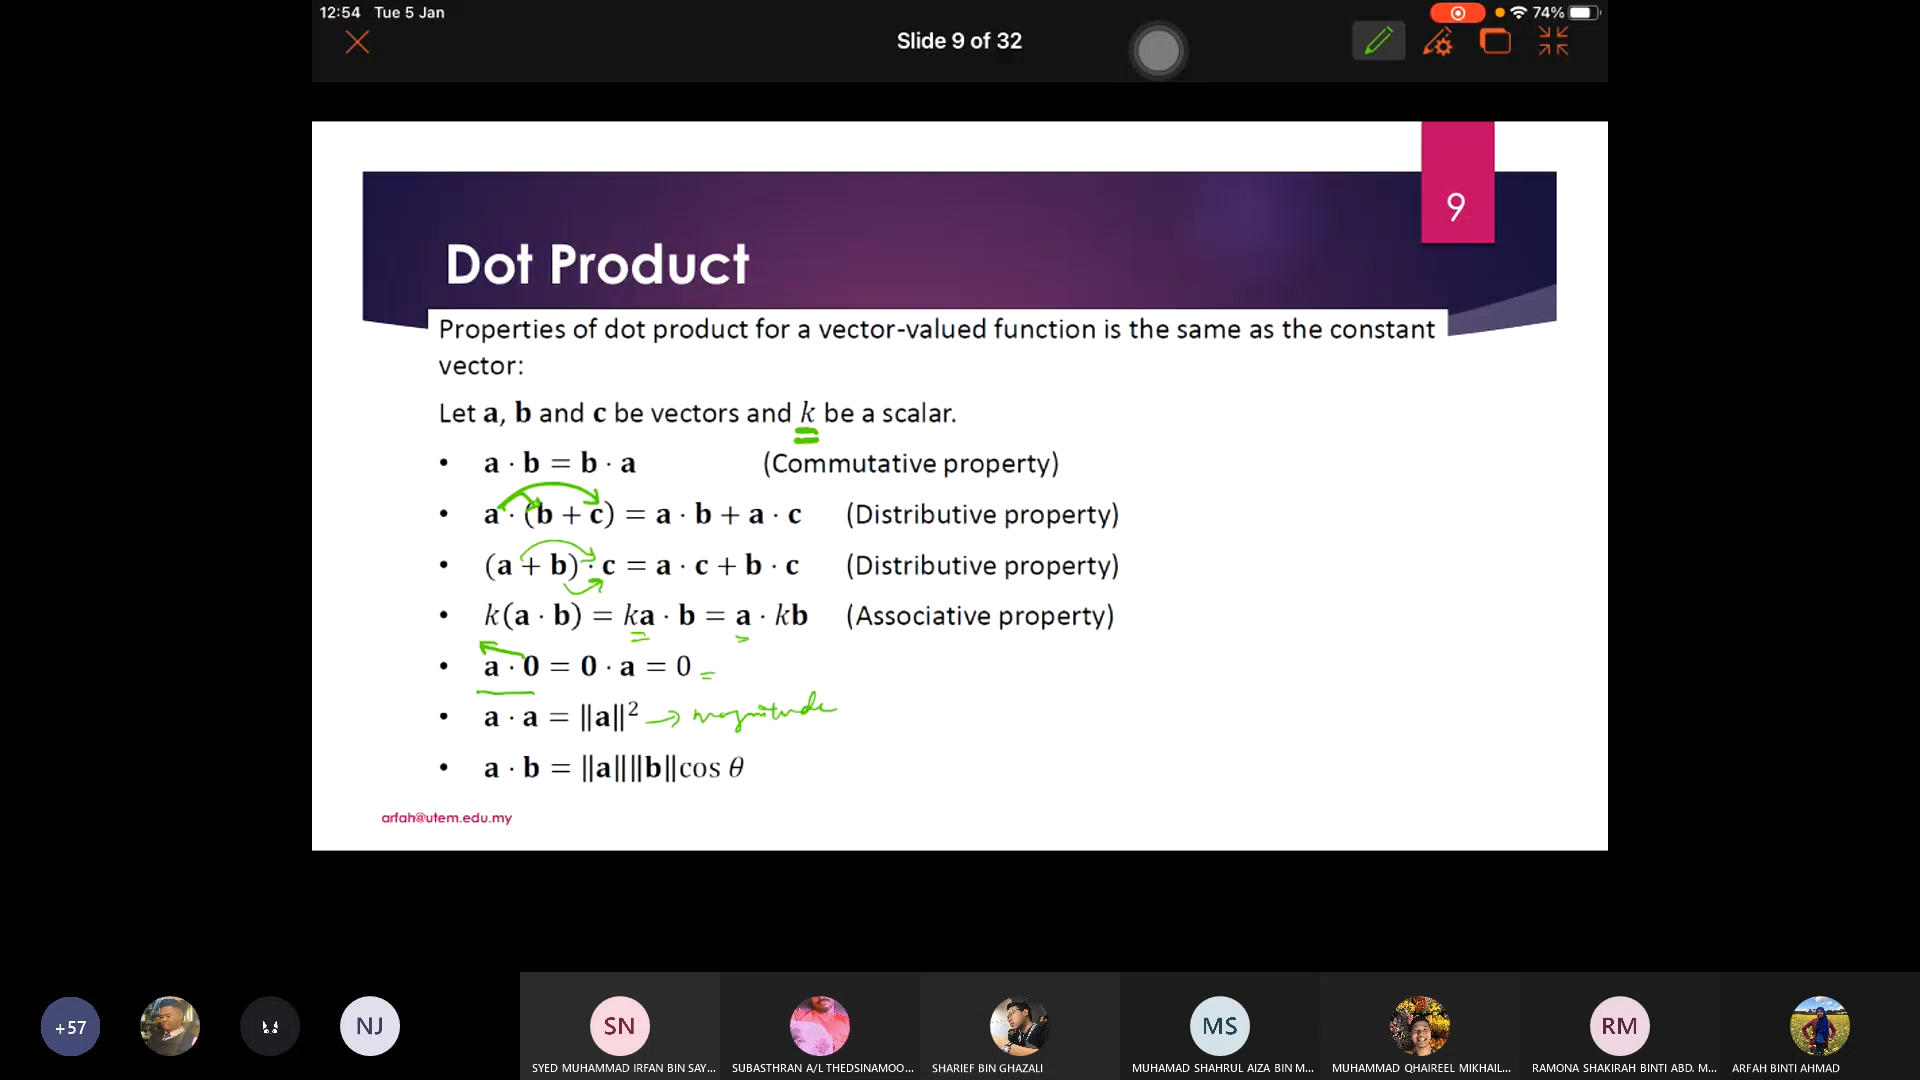 12:54 Tue 5 Jan
74%
Slide 9 of 32
9
Dot Product
Properties of dot product for a vector-valued function is the same as the constant
vector:
Let a, b and c be vectors and k be a scalar.
• a · b = b · a (Commutative property)
• a · (b + c) = a · b + a · c (Distributive property)
• (a + b) · c = a · c + b · c (Distributive property)
• k(a · b) = ka · b = a · kb (Associative property)
• a · 0 = 0 · a = 0
• a · a = ‖a‖² → magnitude
• a · b = ‖a‖‖b‖cos θ
arfah@utem.edu.my
+57
NJ
SN
MS
RM
SYED MUHAMMAD IRFAN BIN SAY...
SUBASTHRAN A/L THEDSINAMOO...
SHARIEF BIN GHAZALI
MUHAMAD SHAHRUL AIZA BIN M...
MUHAMMAD QHAIREEL MIKHAIL...
RAMONA SHAKIRAH BINTI ABD. M...
ARFAH BINTI AHMAD